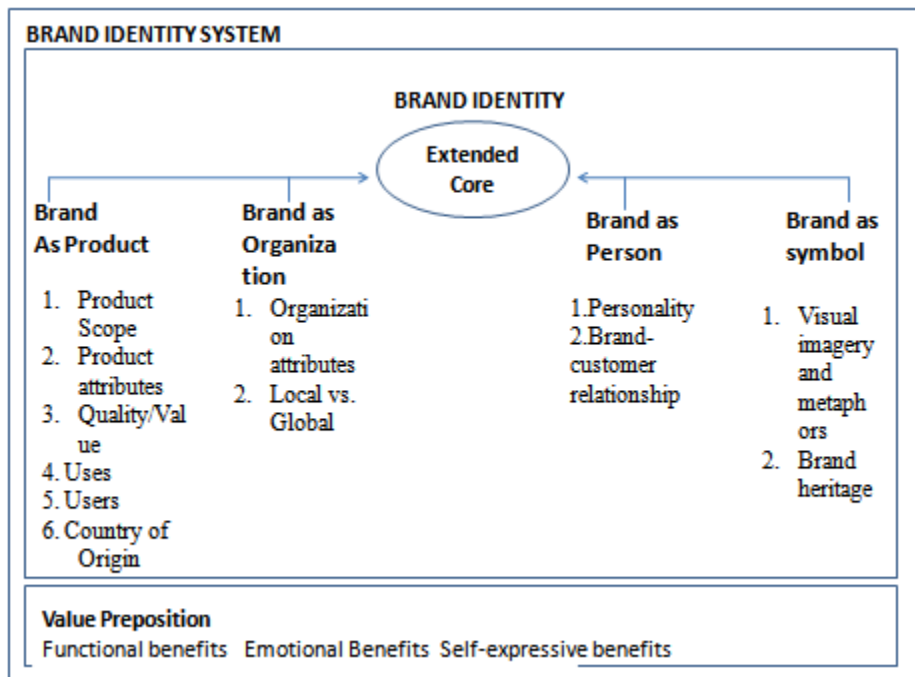 BRAND IDENTITY SYSTEM
BRAND IDENTITY
Extended
Core
Brand
As Product
1. Product
Scope
2. Product
attributes
3. Quality/Val
ue
4. Uses
5. Users
6. Country of
Origin
Brand as
Organiza
tion
1. Organizati
on
attributes
2. Local vs.
Global
Brand as
Person
1.Personality
2.Brand-
customer
relationship
Brand as
symbol
1. Visual
imagery
and
metaph
ors
2. Brand
heritage
Value Preposition
Functional benefits Emotional Benefits Self-expressive benefits